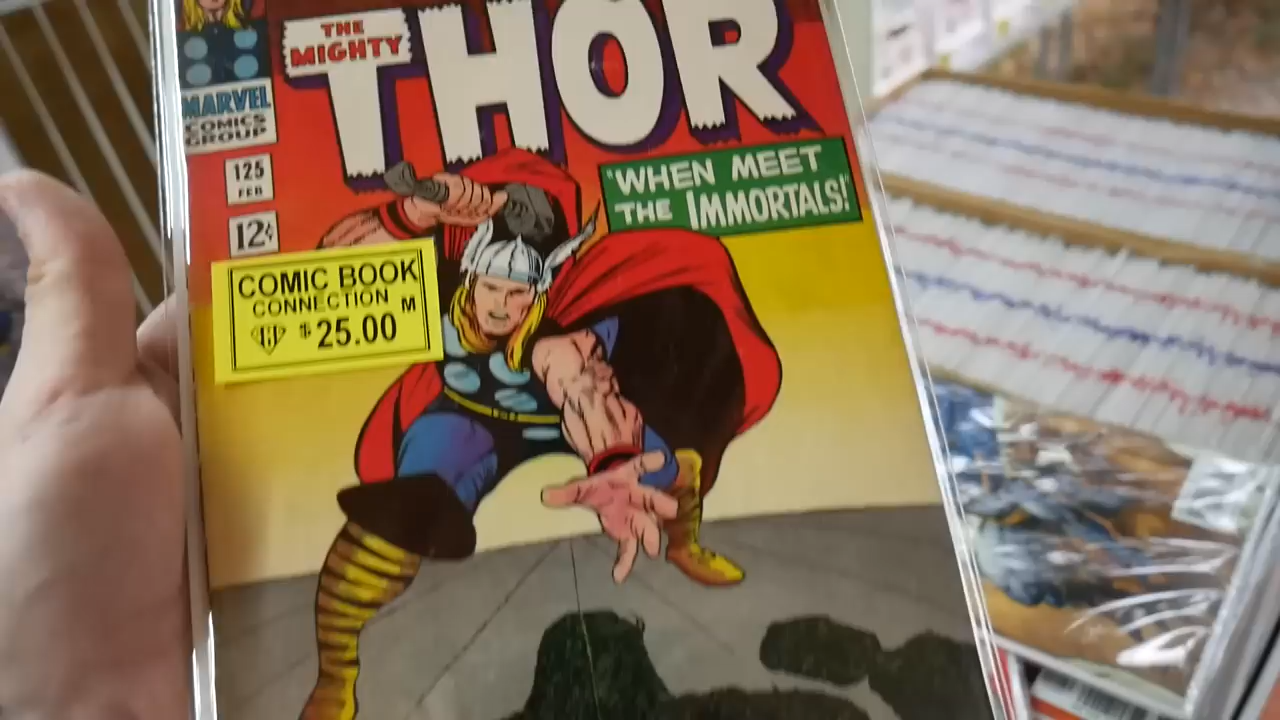 THE
MIGHTY
THOR
MARVEL
COMICS
GROUP
125
FEB
12¢
"WHEN MEET
THE IMMORTALS!"
COMIC BOOK
CONNECTION M
$25.00